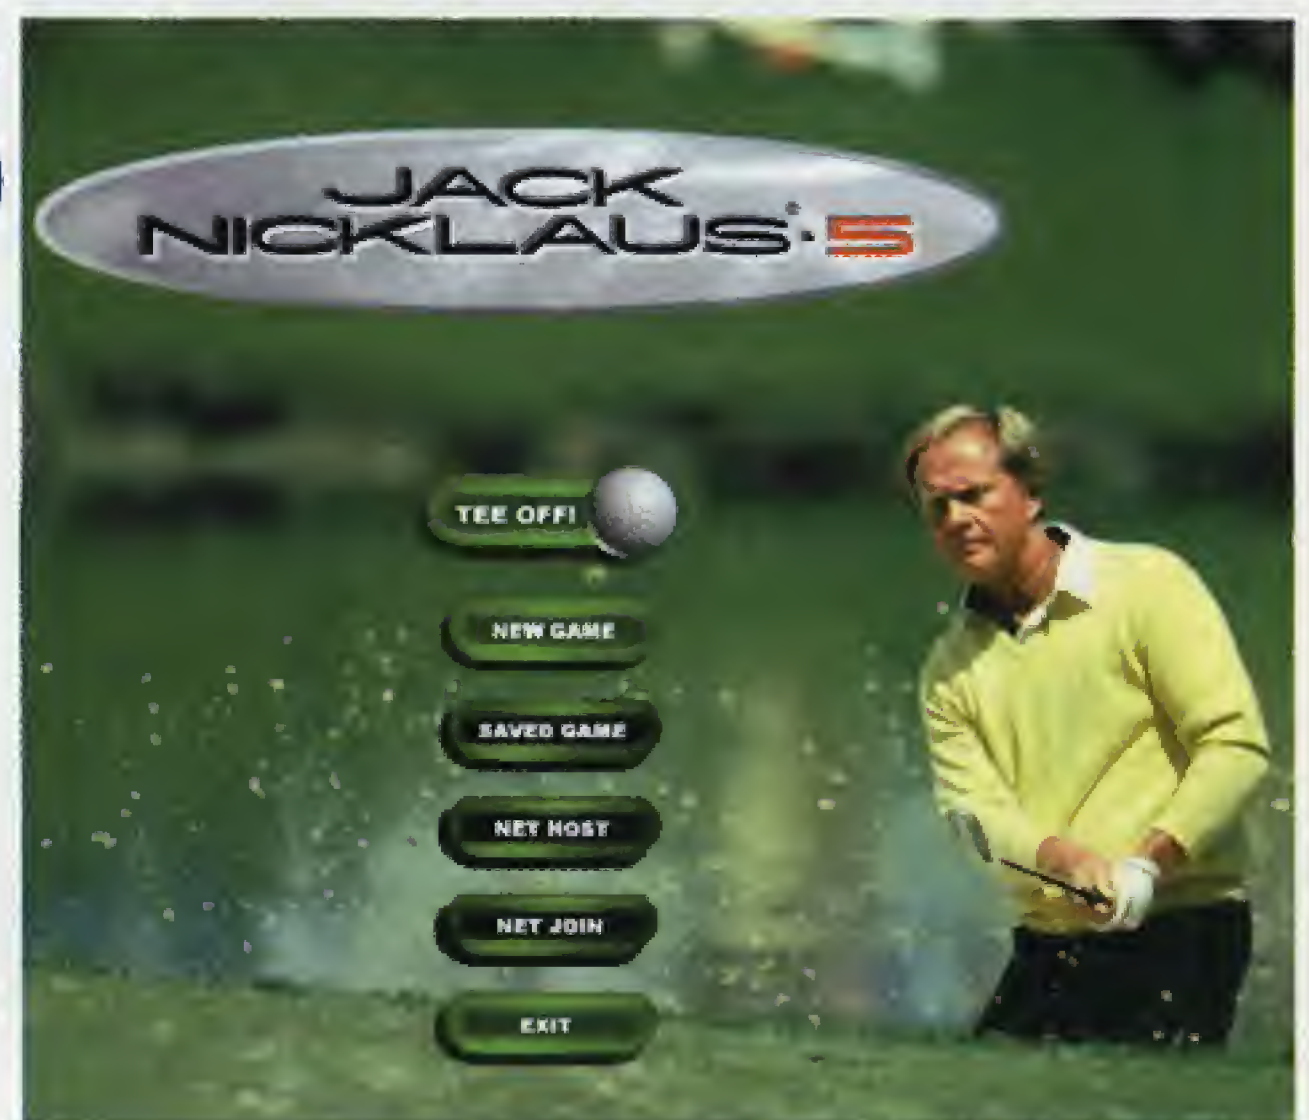 JACK
NICKLAUS®·5
TEE OFF!
NEW GAME
SAVED GAME
NET HOST
NET JOIN
EXIT